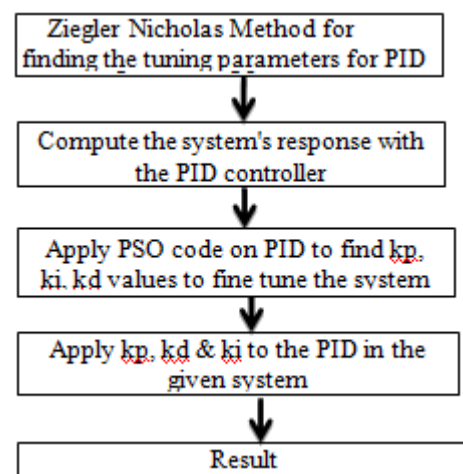 Ziegler Nicholas Method for
finding the tuning parameters for PID
Compute the system's response with
the PID controller
Apply PSO code on PID to find kp,
ki, kd values to fine tune the system
Apply kp, kd & ki to the PID in the
given system
Result